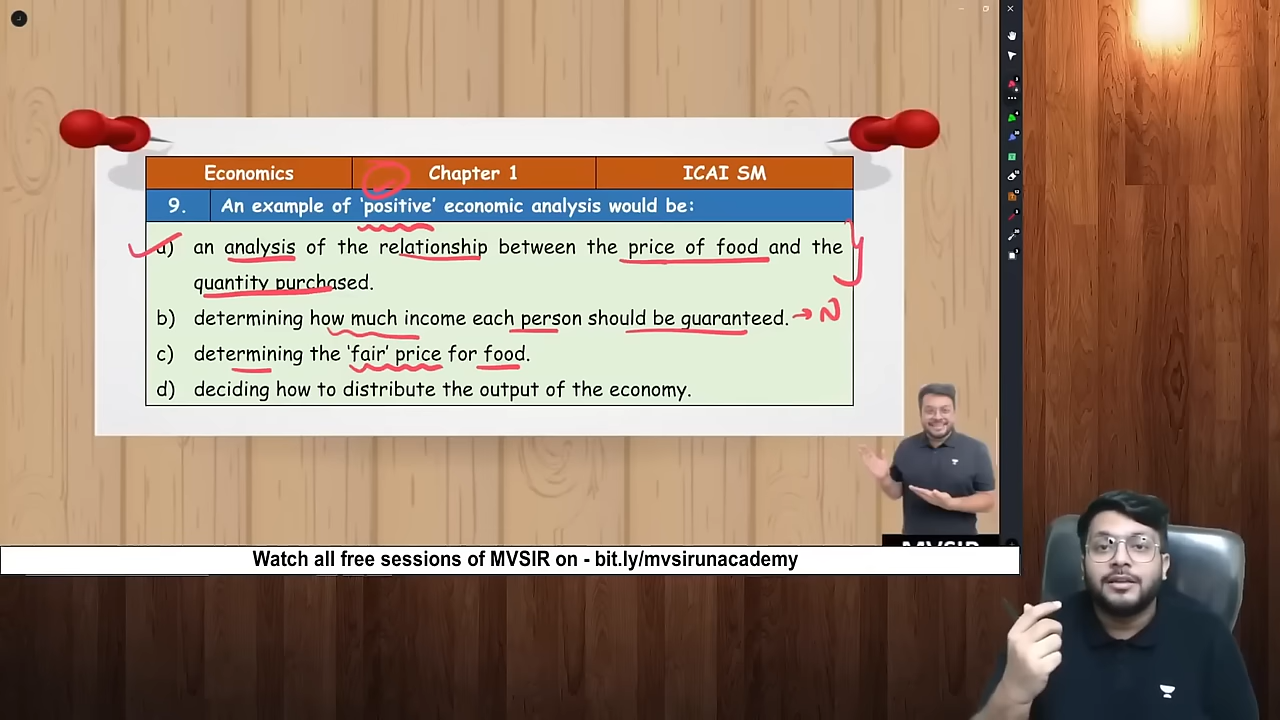 Economics Chapter 1 ICAI SM
9. An example of 'positive' economic analysis would be:
a) an analysis of the relationship between the price of food and the
quantity purchased.
b) determining how much income each person should be guaranteed. → N
c) determining the 'fair' price for food.
d) deciding how to distribute the output of the economy.
MVSIR
Watch all free sessions of MVSIR on - bit.ly/mvsirunacademy